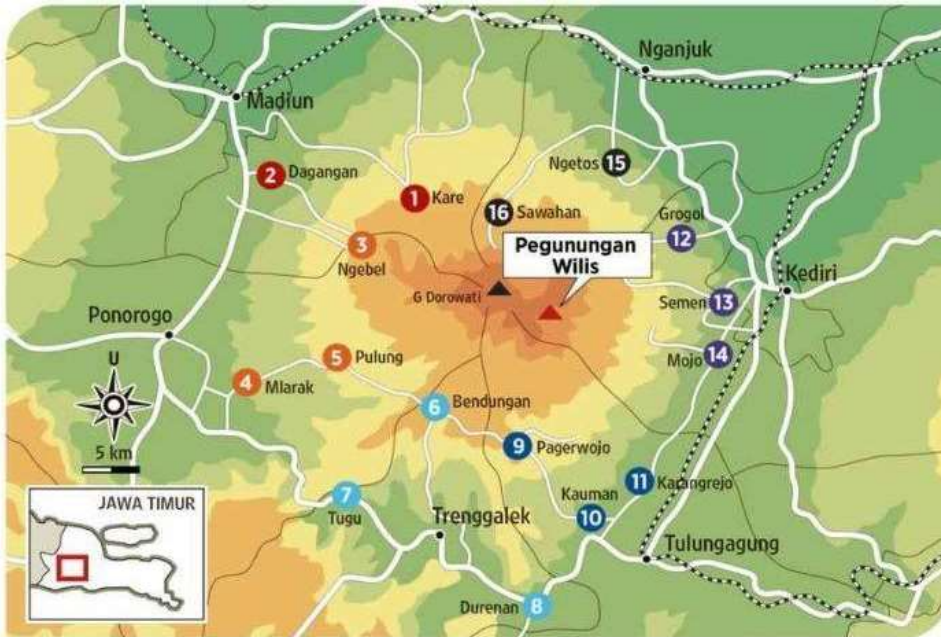 Nganjuk
Madiun
2 Dagangan
Ngetos 15
1 Kare
16 Sawahan
Grogol
12
3
Ngebel
Pegunungan
Wilis
G Dorowati
Kediri
Semen 13
Ponorogo
14
Mojo
5 Pulung
U
4 Mlarak
6 Bendungan
5 km
9 Pagerwojo
11 Karangrejo
7
Tugu
Kauman
10
JAWA TIMUR
Trenggalek
Tulungagung
Durenan 8